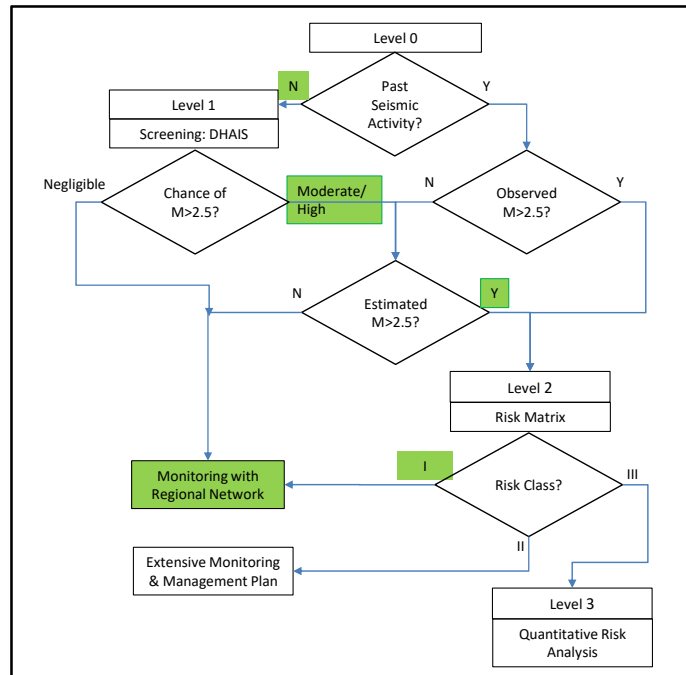 Level 0
Past
Seismic
Activity?
N
Y
Level 1
Screening: DHAIS
Negligible
Chance of
M>2.5?
Moderate/
High
N
Observed
M>2.5?
Y
N
Estimated
M>2.5?
Y
Level 2
Risk Matrix
Monitoring with
Regional Network
I
Risk Class?
III
II
Extensive Monitoring
& Management Plan
Level 3
Quantitative Risk
Analysis